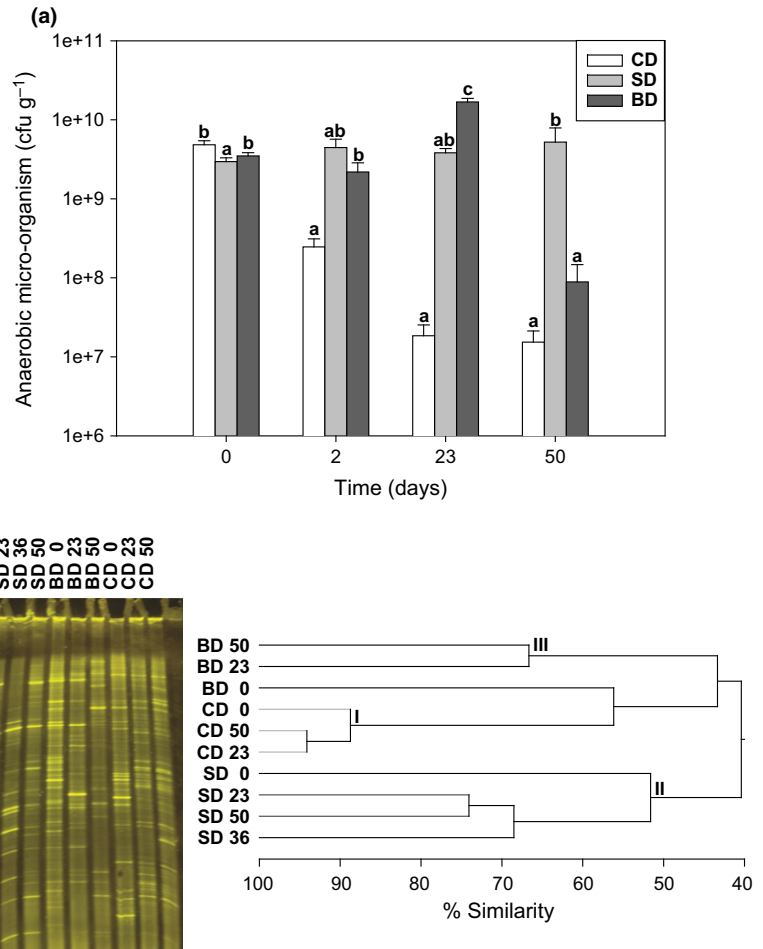 (a)
Anaerobic micro-organism (cfu g⁻¹)
1e+11
1e+10
1e+9
1e+8
1e+7
1e+6
CD
SD
BD
b a b
a ab b
a ab c
a b a
0 2 23 50
Time (days)
SD 23
SD 36
SD 50
BD 0
BD 23
BD 50
CD 0
CD 23
CD 50
BD 50
BD 23
BD 0
CD 0
CD 50
CD 23
SD 0
SD 23
SD 50
SD 36
III
I
II
100 90 80 70 60 50 40
% Similarity